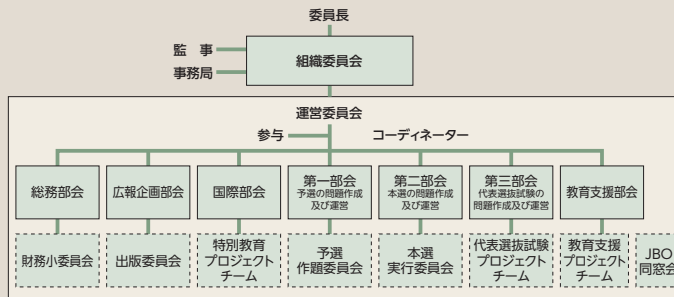 委員長
監 事
事務局
組織委員会
運営委員会
参与
コーディネーター
総務部会
広報企画部会
国際部会
第一部会
予選の問題作成
及び運営
第二部会
本選の問題作成
及び運営
第三部会
代表選抜試験の
問題作成及び運営
教育支援部会
財務小委員会
出版委員会
特別教育
プロジェクト
チーム
予選
作題委員会
本選
実行委員会
代表選抜試験
プロジェクト
チーム
教育支援
プロジェクト
チーム
JBO
同窓会